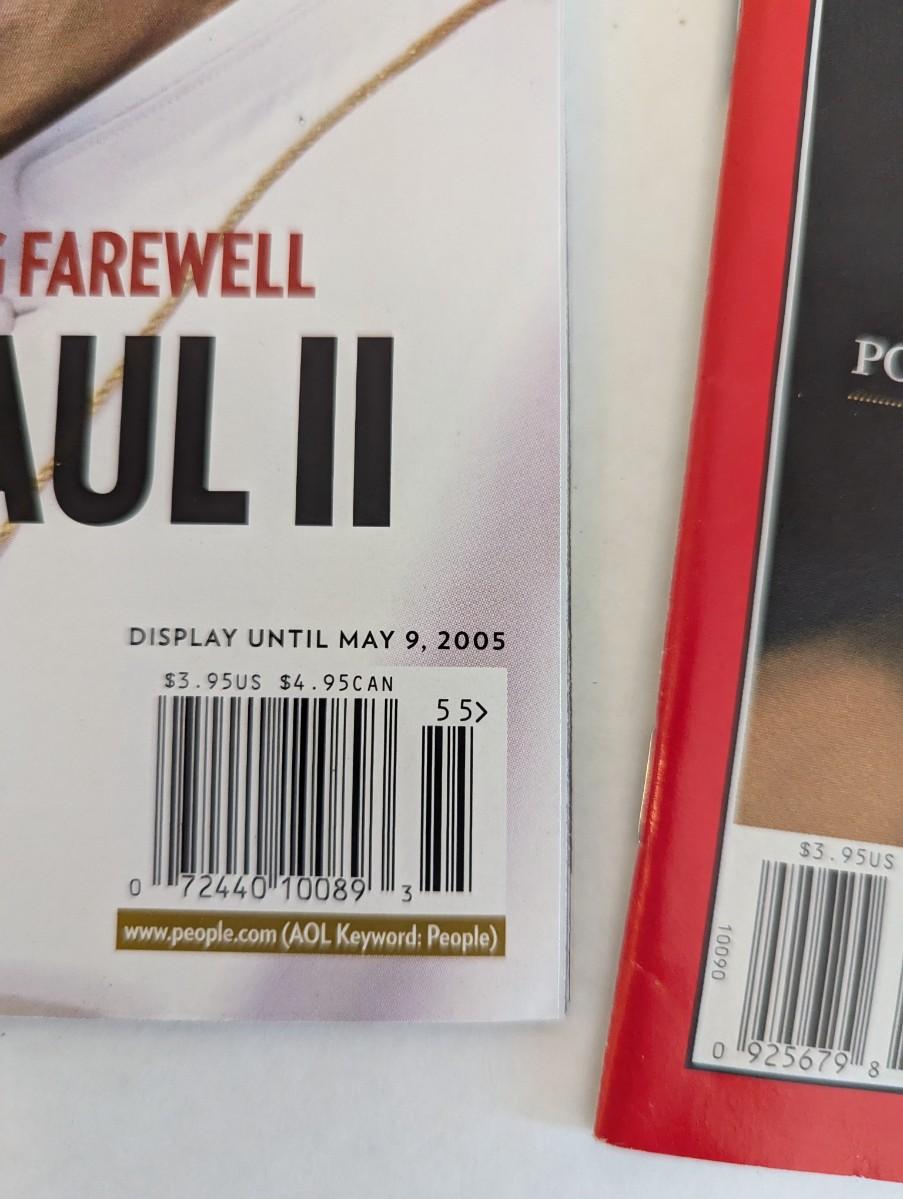 FAREWELL
AUL II
DISPLAY UNTIL MAY 9, 2005
$3.95US $4.95CAN
55>
0 72440 10089 3
www.people.com (AOL Keyword: People)
PO
$3.95US
10090
0 925679 8